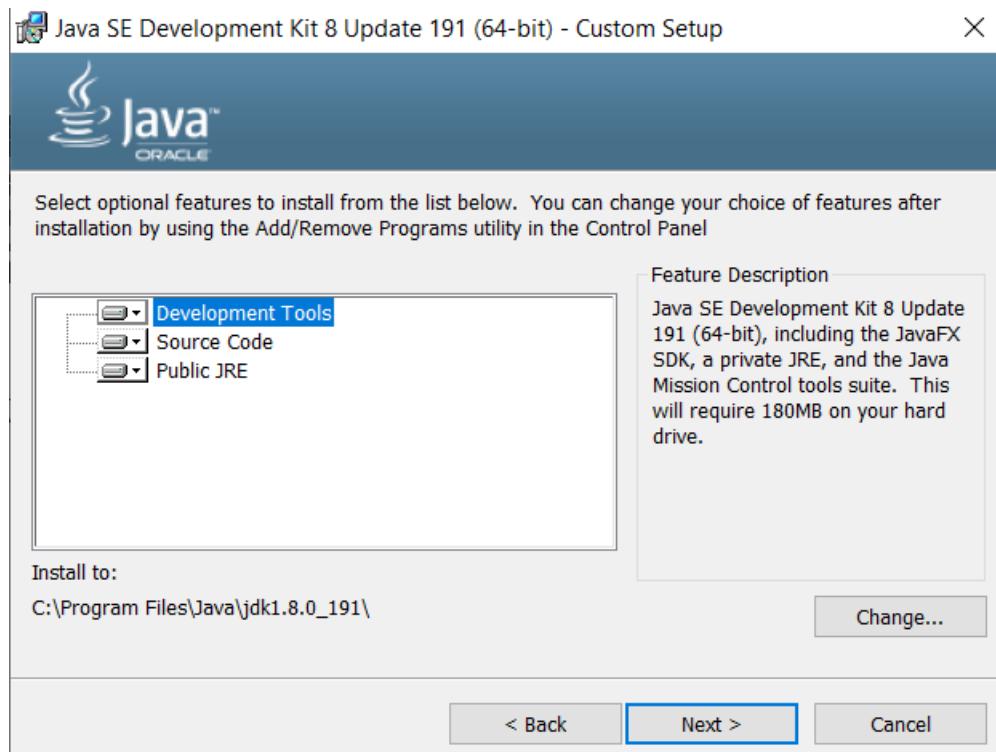 Java SE Development Kit 8 Update 191 (64-bit) - Custom Setup
Java™
ORACLE
Select optional features to install from the list below.  You can change your choice of features after
installation by using the Add/Remove Programs utility in the Control Panel
Development Tools
Source Code
Public JRE
Feature Description
Java SE Development Kit 8 Update
191 (64-bit), including the JavaFX
SDK, a private JRE, and the Java
Mission Control tools suite.  This
will require 180MB on your hard
drive.
Install to:
C:\Program Files\Java\jdk1.8.0_191\
Change...
< Back
Next >
Cancel